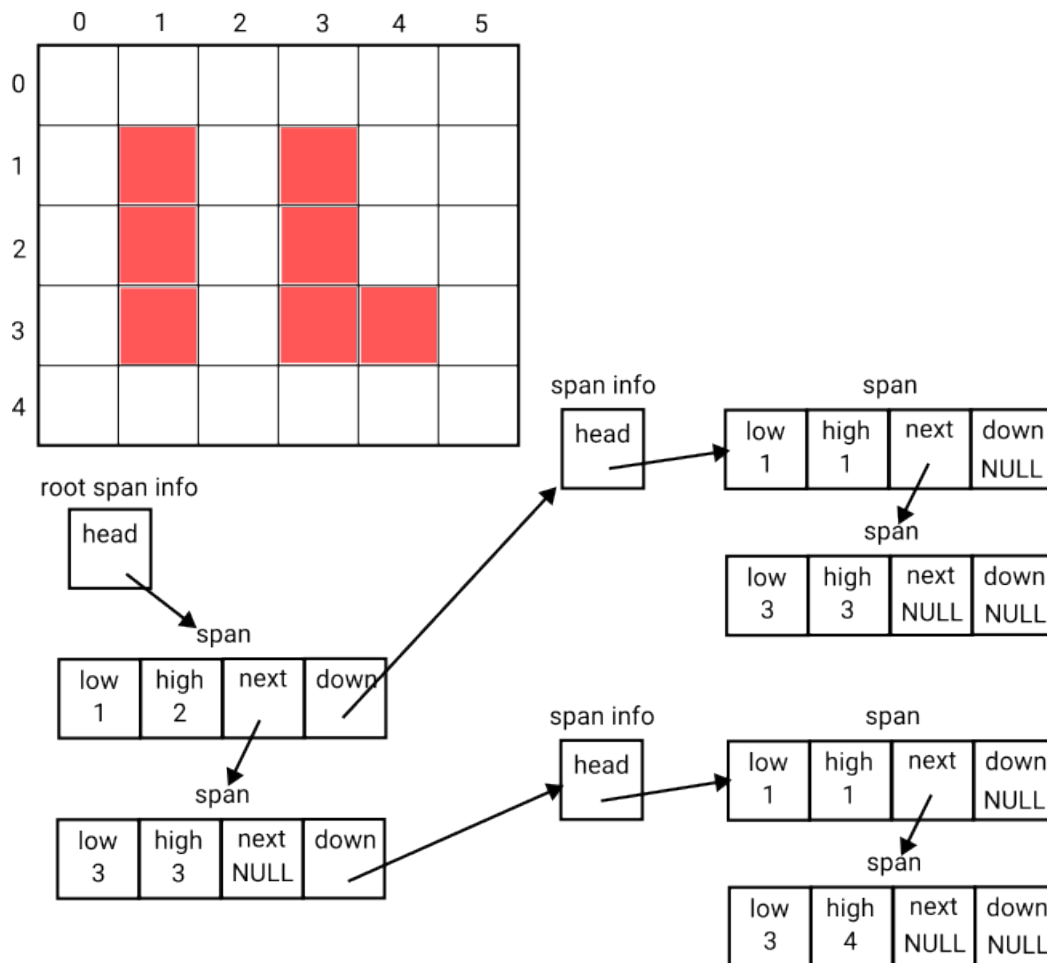 0 1 2 3 4 5
0
1
2
3
4
span info
span
head
low high next down
1 1 NULL
root span info
head
span
low high next down
3 3 NULL NULL
span
low high next down
1 2
span info
span
head
low high next down
1 1 NULL
span
low high next down
3 3 NULL
span
low high next down
3 4 NULL NULL